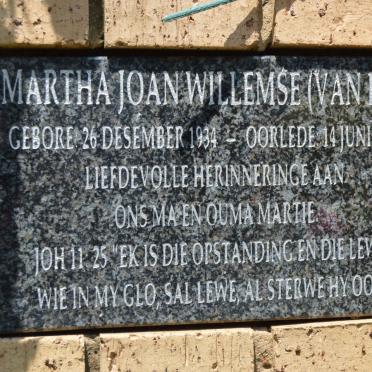 MARTHA JOAN WILLEMSE (VAN
GEBORE 26 DESEMBER 1934 – OORLEDE 14 JUNI
LIEFDEVOLLE HERINNERINGE AAN
ONS MA EN OUMA MARTJE
JOH 11 25 "EK IS DIE OPSTANDING EN DIE LEW
WIE IN MY GLO, SAL LEWE, AL STERWE HY OO